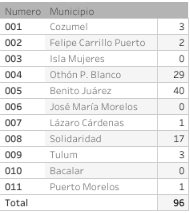 Numero Municipio
001 Cozumel 3
002 Felipe Carrillo Puerto 2
003 Isla Mujeres 0
004 Othón P. Blanco 29
005 Benito Juárez 40
006 José María Morelos 0
007 Lázaro Cárdenas 1
008 Solidaridad 17
009 Tulum 3
010 Bacalar 0
011 Puerto Morelos 1
Total 96